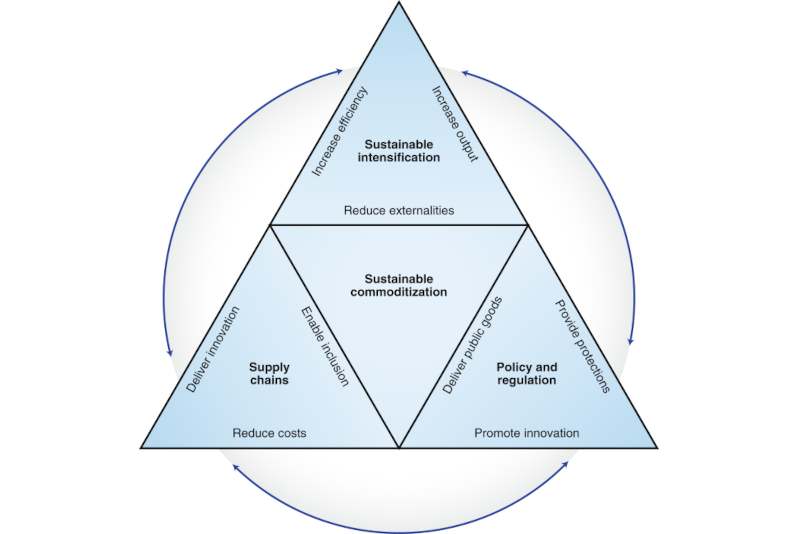 Increase efficiency
Increase output
Sustainable
intensification
Reduce externalities
Sustainable
commoditization
Deliver innovation
Enable inclusion
Supply
chains
Reduce costs
Deliver public goods
Provide protections
Policy and
regulation
Promote innovation